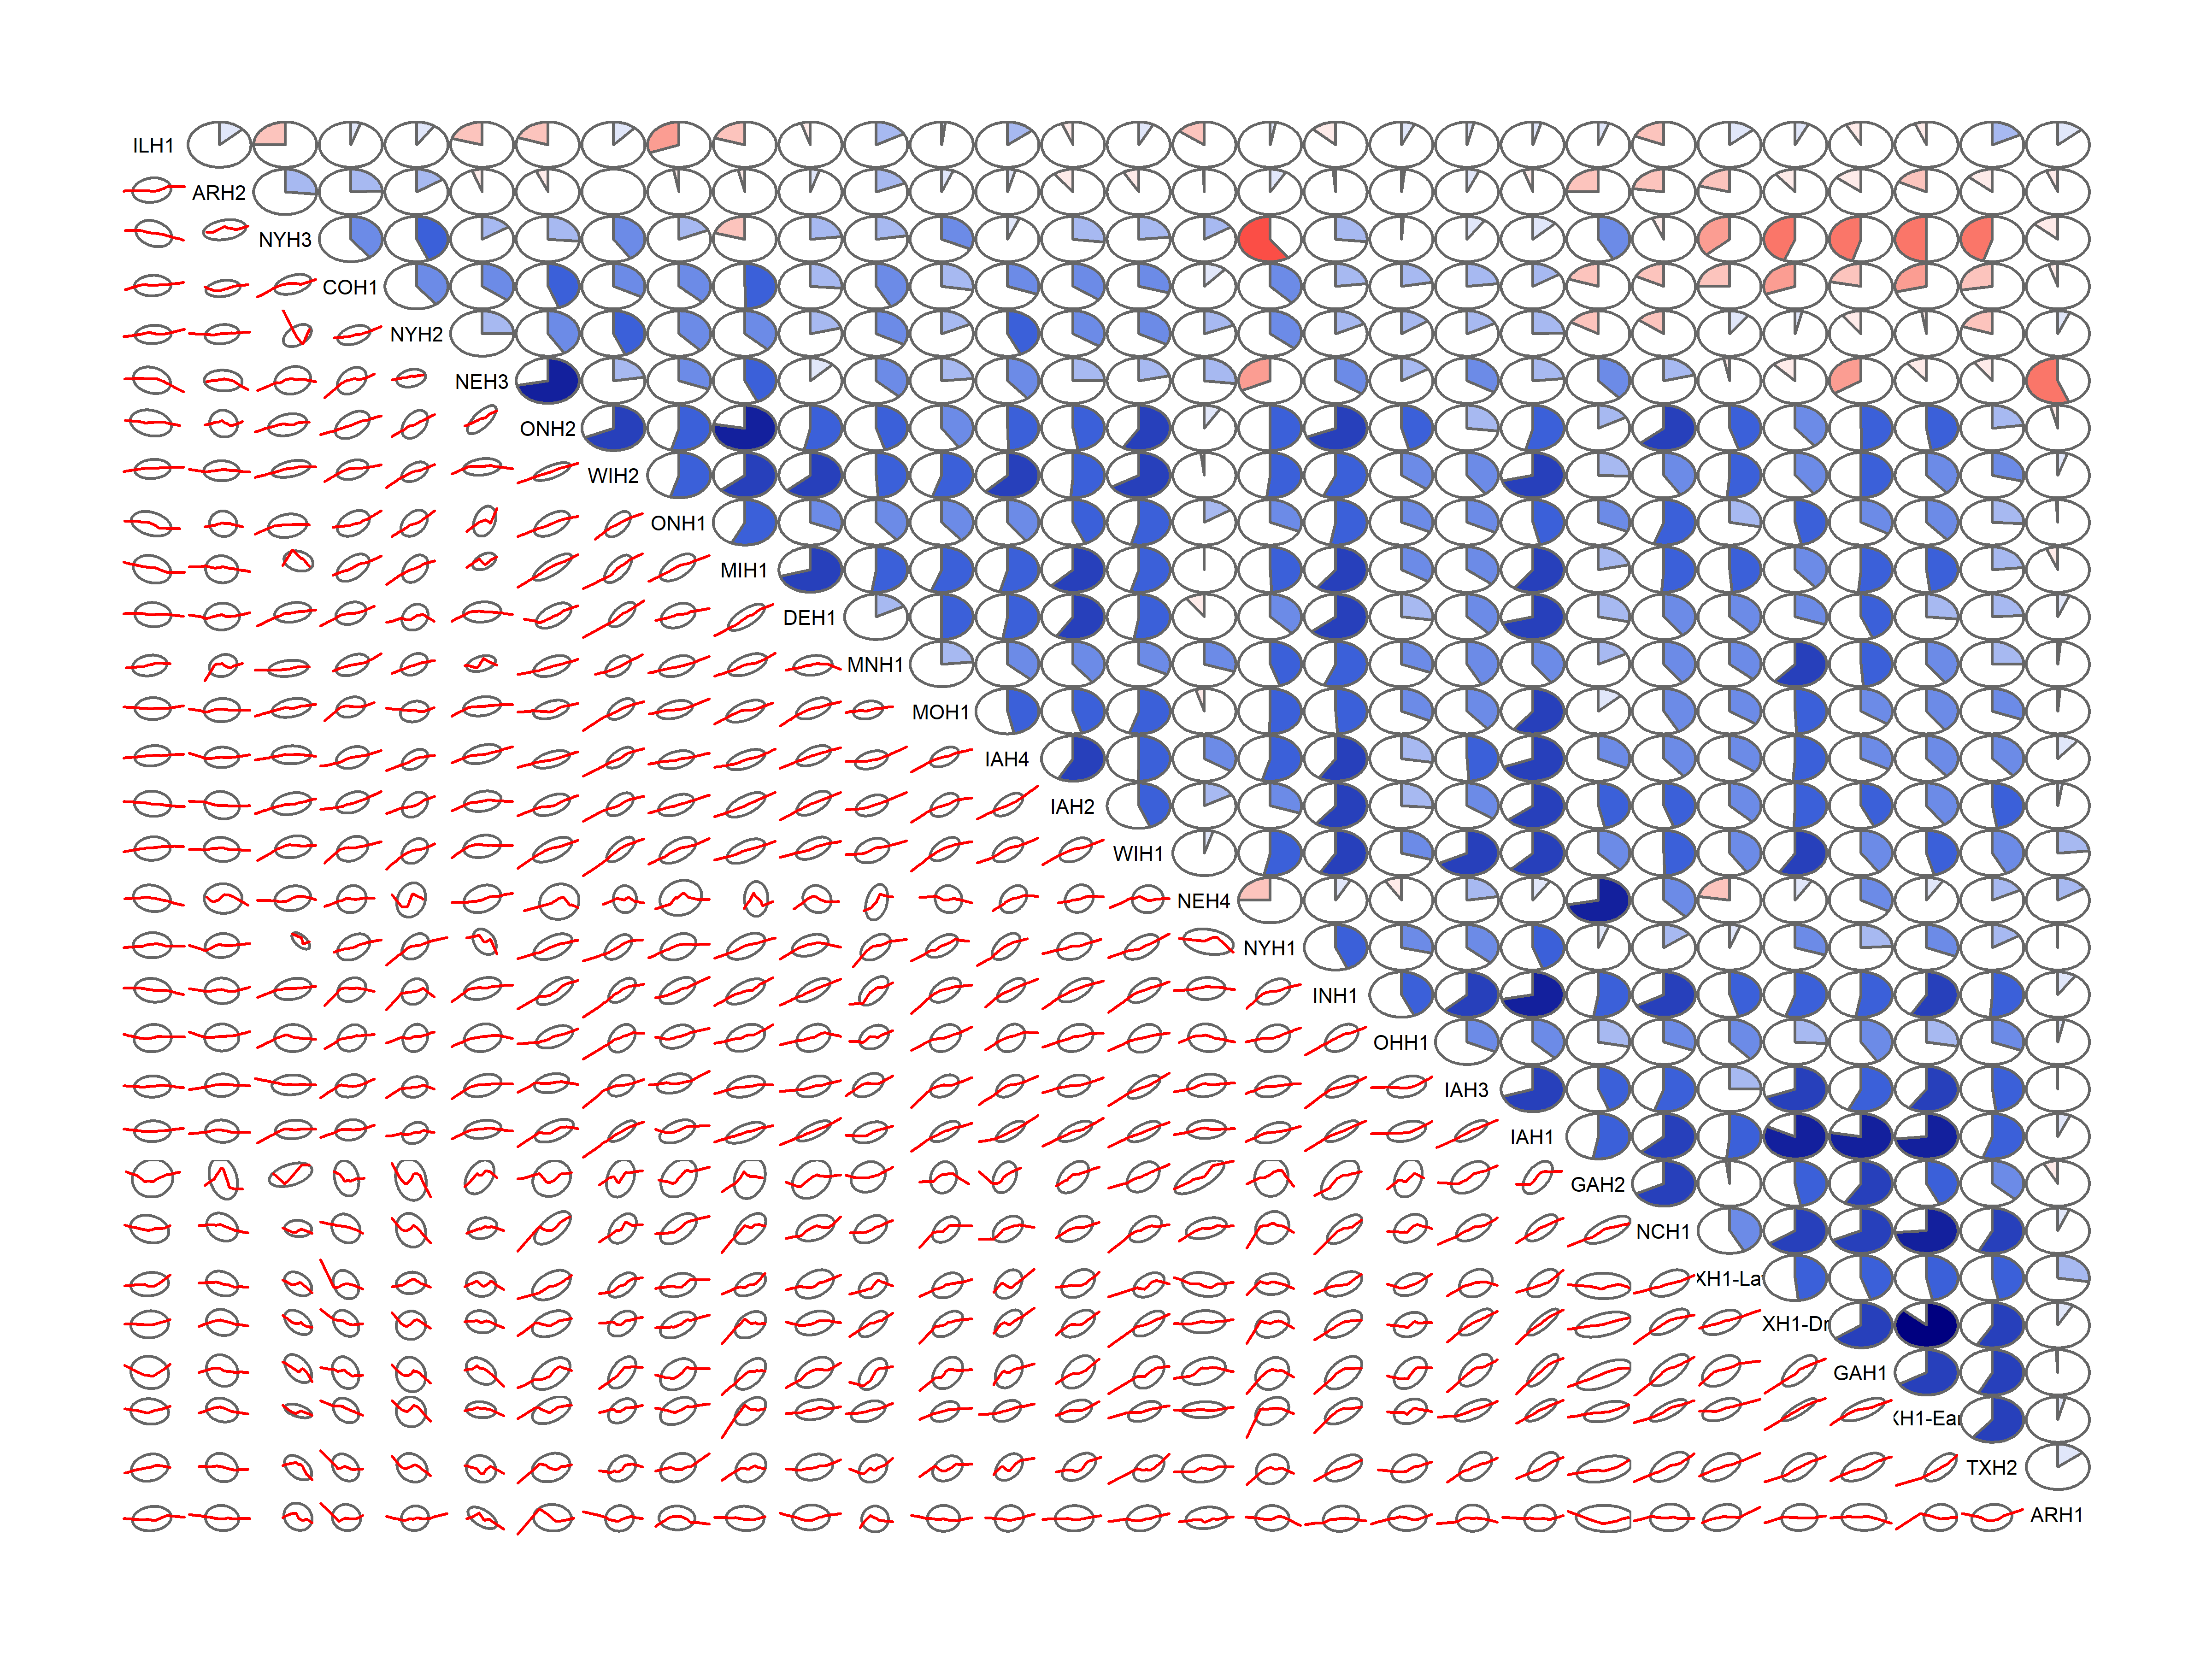 ILH1
ARH2
NYH3
COH1
NYH2
NEH3
ONH2
WIH2
ONH1
MIH1
DEH1
MNH1
MOH1
IAH4
IAH2
WIH1
NEH4
NYH1
INH1
OHH1
IAH3
IAH1
GAH2
NCH1
XH1-La
XH1-Dr
GAH1
XH1-Ear
TXH2
ARH1